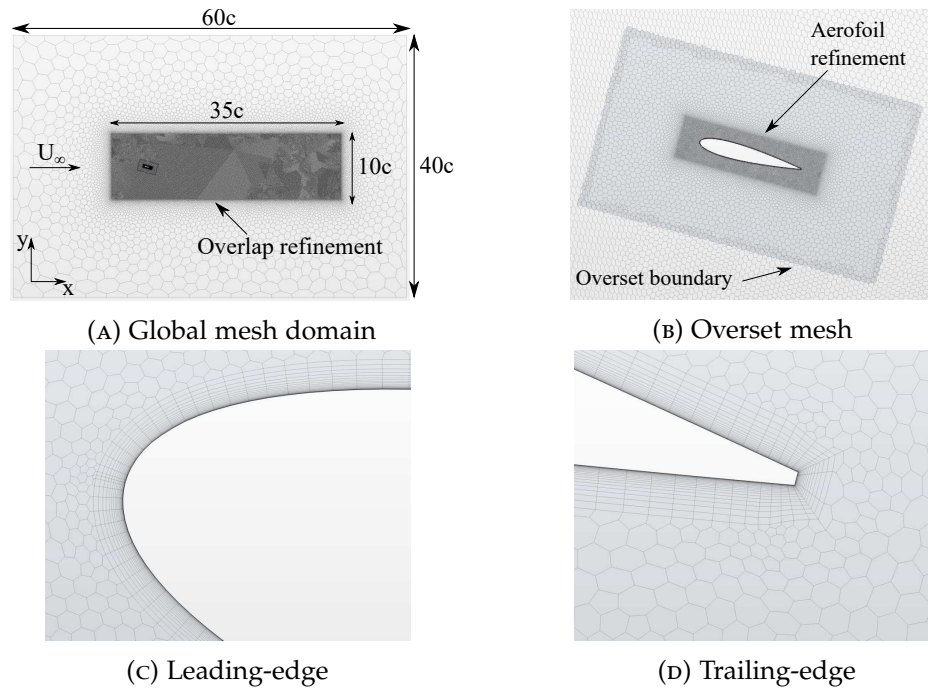 60c
35c
10c
40c
U∞
Overlap refinement
y
x
(A) Global mesh domain
Aerofoil
refinement
Overset boundary
(B) Overset mesh
(C) Leading-edge
(D) Trailing-edge